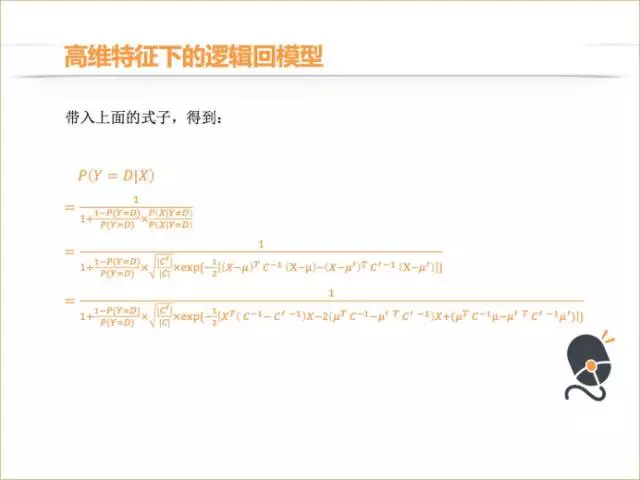 高维特征下的逻辑回模型
带入上面的式子，得到：
P(Y = D|X)
= 1 / (1+ (1−P(Y=D))/P(Y=D) × P(X|Y≠D)/P(X|Y=D))
= 1 / (1+ (1−P(Y=D))/P(Y=D) × √(|C′|/|C|) ×exp{−1/2[(X−μ)ᵀ C⁻¹ (X−μ)−(X−μ′)ᵀ C′⁻¹ (X−μ′)]})
= 1 / (1+ (1−P(Y=D))/P(Y=D) × √(|C′|/|C|) ×exp{−1/2[Xᵀ( C⁻¹−C′⁻¹)X−2(μᵀ C⁻¹−μ′ᵀ C′⁻¹)X+(μᵀ C⁻¹μ−μ′ᵀ C′⁻¹μ′)]})